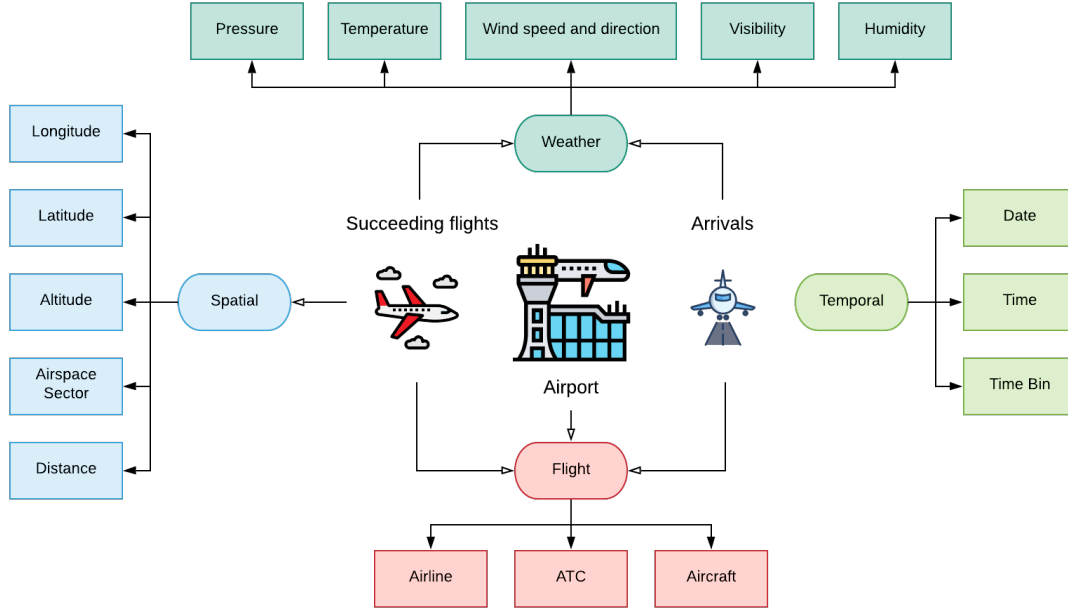 Pressure
Temperature
Wind speed and direction
Visibility
Humidity
Longitude
Weather
Latitude
Succeeding flights
Arrivals
Date
Altitude
Spatial
Temporal
Time
Airspace
Sector
Airport
Time Bin
Distance
Flight
Airline
ATC
Aircraft